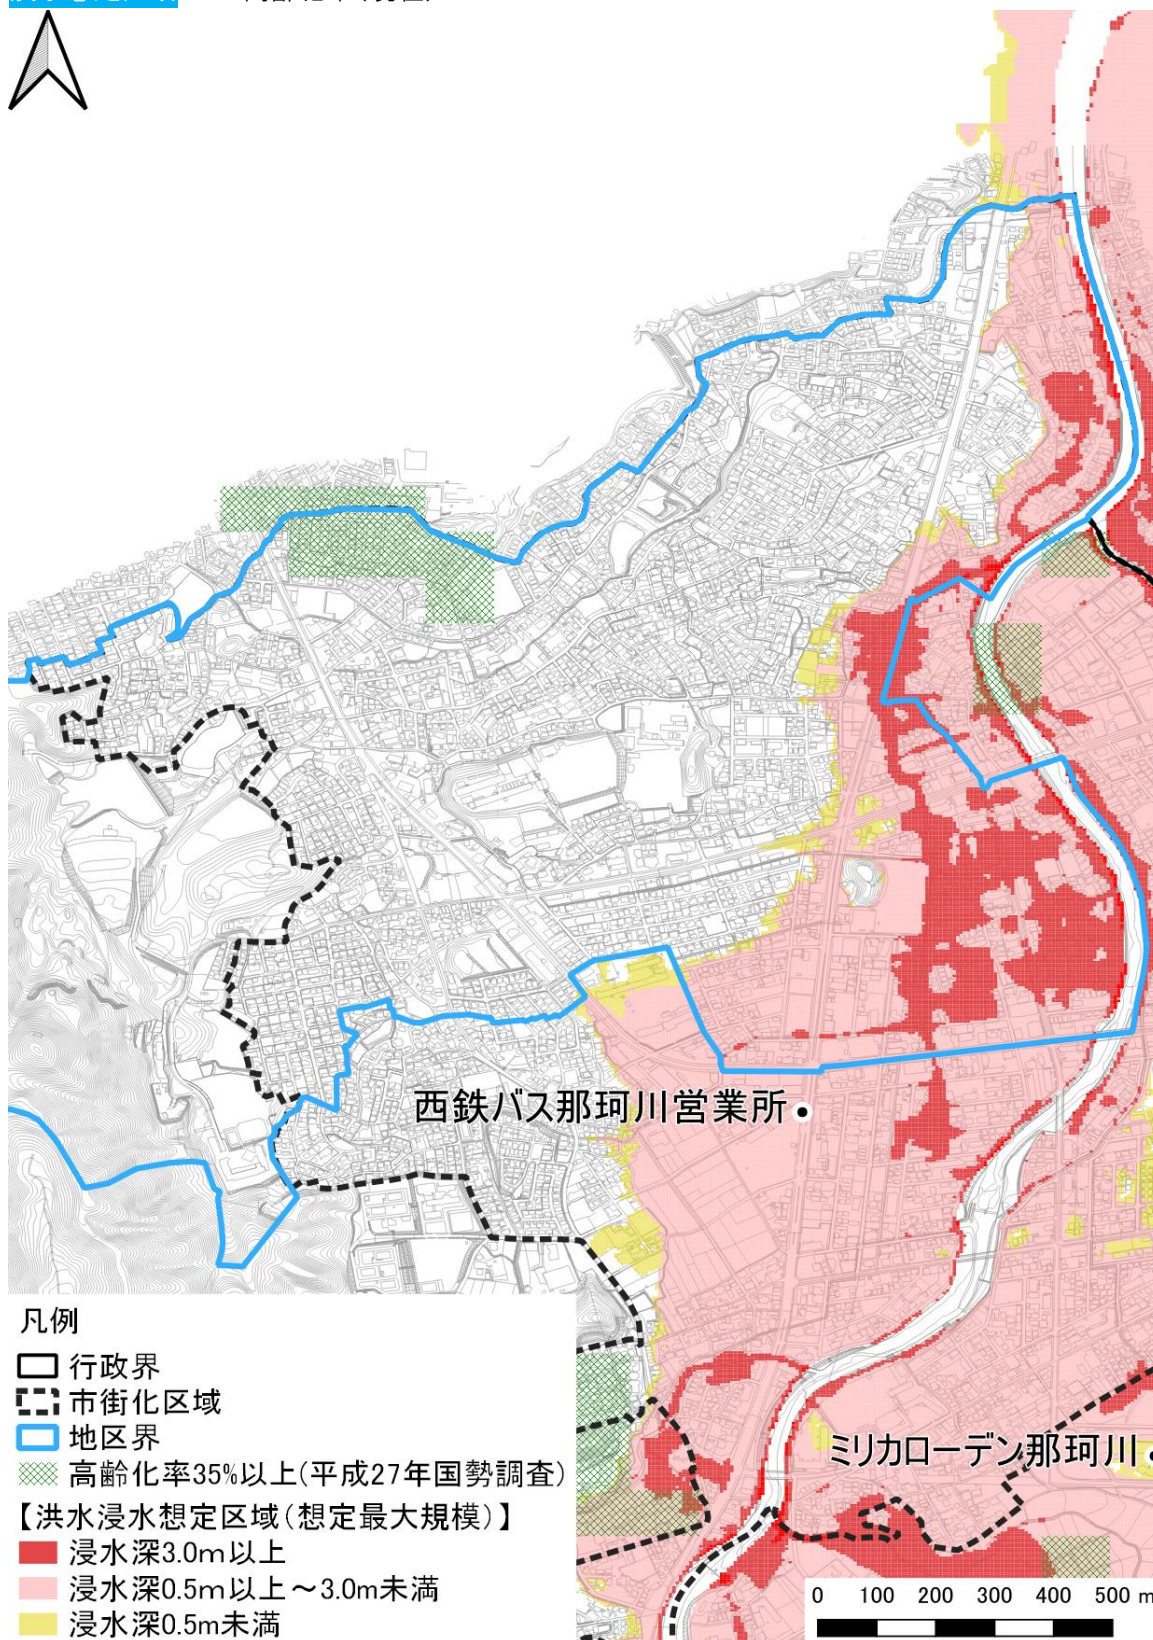 西鉄バス那珂川営業所
ミリカローデン那珂川
凡例
行政界
市街化区域
地区界
高齢化率35%以上(平成27年国勢調査)
【洪水浸水想定区域(想定最大規模)】
浸水深3.0m以上
浸水深0.5m以上~3.0m未満
浸水深0.5m未満
0 100 200 300 400 500 m